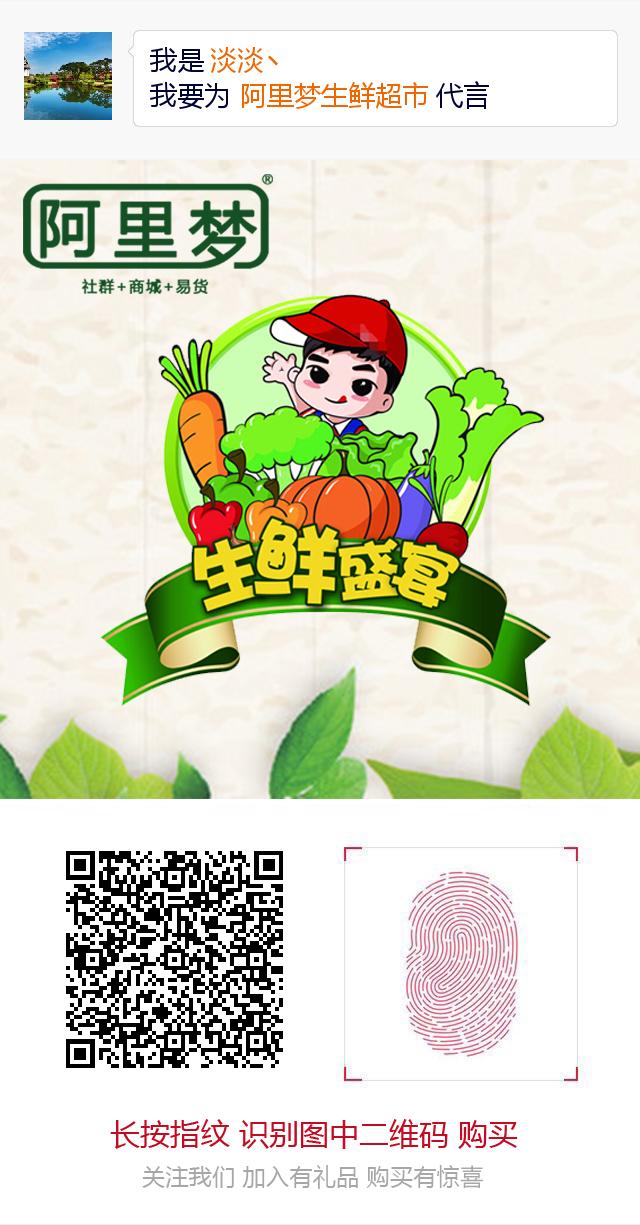 我是 淡淡丶
我要为 阿里梦生鲜超市 代言
阿里梦®
社群+商城+易货
生鲜盛宴
长按指纹 识别图中二维码 购买
关注我们 加入有礼品 购买有惊喜